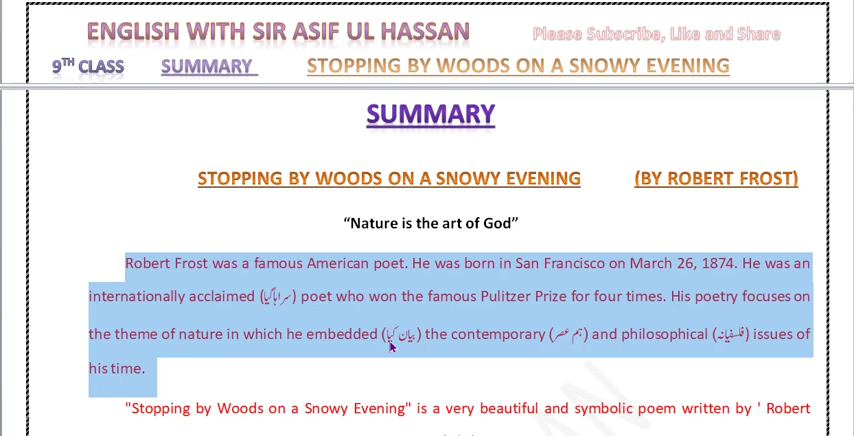 ENGLISH WITH SIR ASIF UL HASSAN Please Subscribe, Like and Share
9TH CLASS SUMMARY STOPPING BY WOODS ON A SNOWY EVENING
SUMMARY
STOPPING BY WOODS ON A SNOWY EVENING (BY ROBERT FROST)
“Nature is the art of God”
Robert Frost was a famous American poet. He was born in San Francisco on March 26, 1874. He was an
internationally acclaimed (سراہا گیا) poet who won the famous Pulitzer Prize for four times. His poetry focuses on
the theme of nature in which he embedded (بیان کیا) the contemporary (ہم عصر) and philosophical (فلسفیانہ) issues of
his time.
"Stopping by Woods on a Snowy Evening" is a very beautiful and symbolic poem written by ' Robert